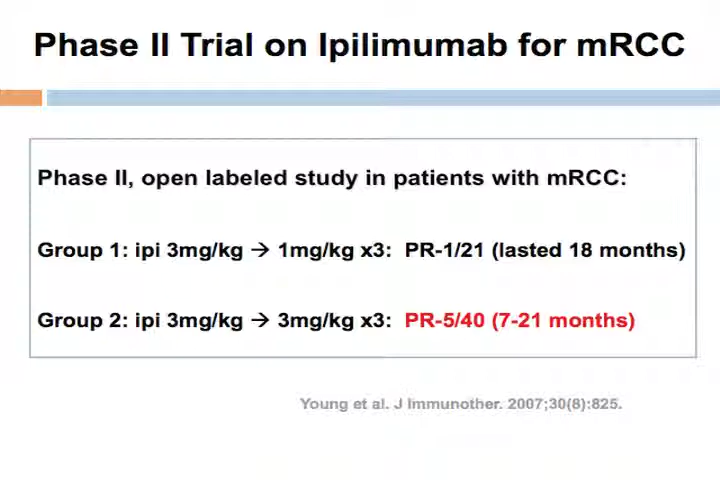 Phase II Trial on Ipilimumab for mRCC
Phase II, open labeled study in patients with mRCC:
Group 1: ipi 3mg/kg → 1mg/kg x3: PR-1/21 (lasted 18 months)
Group 2: ipi 3mg/kg → 3mg/kg x3: PR-5/40 (7-21 months)
Young et al. J Immunother. 2007;30(8):825.